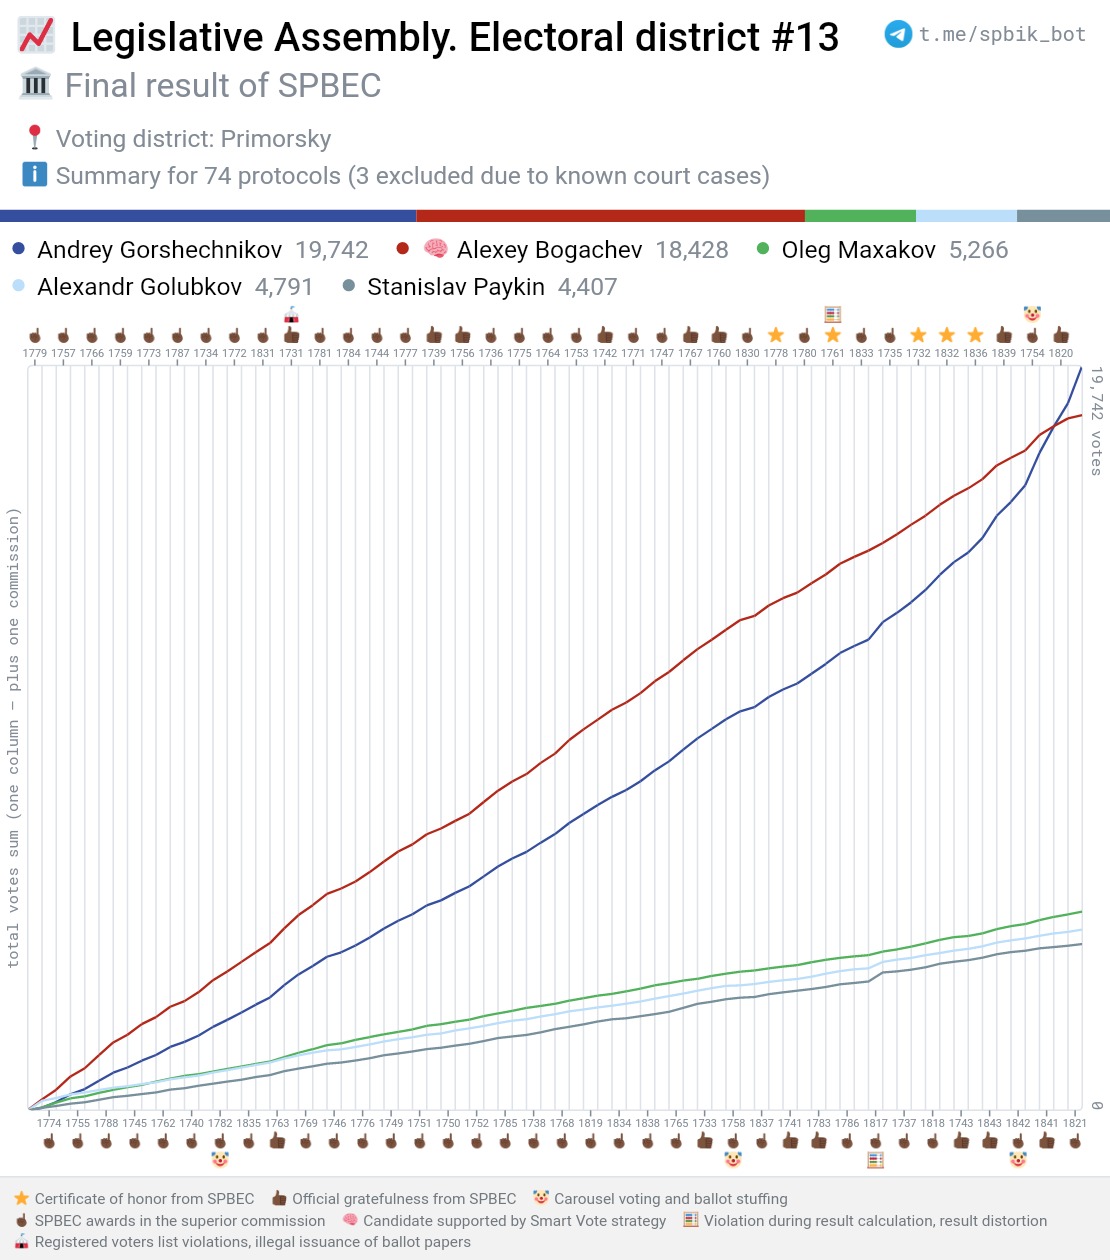 Legislative Assembly. Electoral district #13
t.me/spbik_bot
Final result of SPBEC
Voting district: Primorsky
Summary for 74 protocols (3 excluded due to known court cases)
Andrey Gorshechnikov 19,742 Alexey Bogachev 18,428 Oleg Maxakov 5,266
Alexandr Golubkov 4,791 Stanislav Paykin 4,407
1779 1757 1766 1759 1773 1787 1734 1772 1831 1731 1781 1784 1744 1777 1739 1756 1736 1775 1764 1753 1742 1771 1747 1767 1760 1830 1778 1780 1761 1833 1735 1732 1832 1836 1839 1754 1820
19,742 votes
total votes sum (one column – plus one commission)
0
1774 1755 1788 1745 1762 1740 1782 1835 1763 1769 1746 1776 1749 1751 1750 1752 1785 1738 1768 1819 1834 1838 1765 1733 1758 1837 1741 1783 1786 1817 1737 1818 1743 1843 1842 1841 1821
Certificate of honor from SPBEC Official gratefulness from SPBEC Carousel voting and ballot stuffing
SPBEC awards in the superior commission Candidate supported by Smart Vote strategy Violation during result calculation, result distortion
Registered voters list violations, illegal issuance of ballot papers